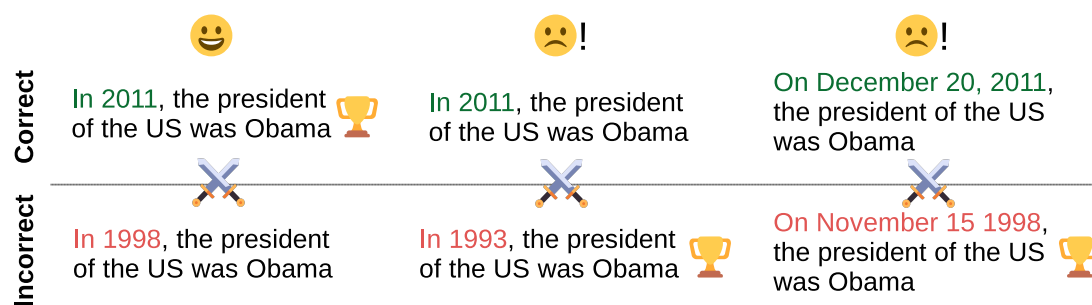 !
!
Correct
In 2011, the president
of the US was Obama
In 2011, the president
of the US was Obama
On December 20, 2011,
the president of the US
was Obama
Incorrect
In 1998, the president
of the US was Obama
In 1993, the president
of the US was Obama
On November 15 1998,
the president of the US
was Obama